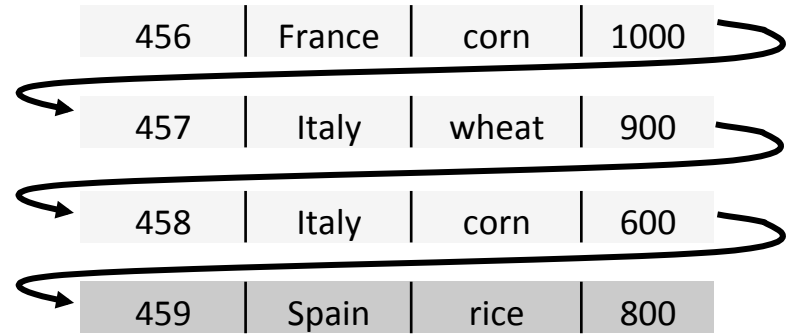 456 France corn 1000
457 Italy wheat 900
458 Italy corn 600
459 Spain rice 800